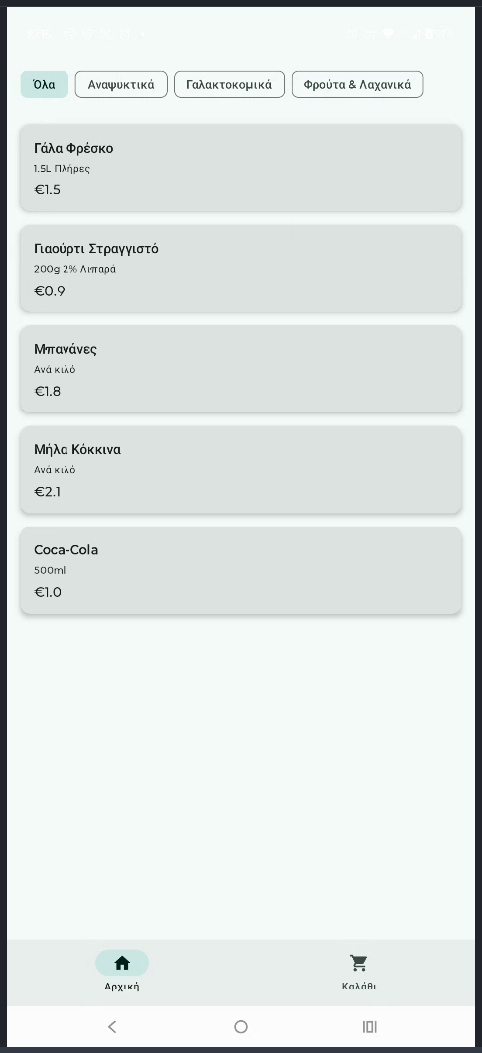 Όλα
Αναψυκτικά
Γαλακτοκομικά
Φρούτα & Λαχανικά
Γάλα Φρέσκο
1.5L Πλήρες
€1.5
Γιαούρτι Στραγγιστό
200g 2% Λιπαρά
€0.9
Μπανάνες
Ανά κιλό
€1.8
Μήλα Κόκκινα
Ανά κιλό
€2.1
Coca-Cola
500ml
€1.0
Αρχική
Καλάθι